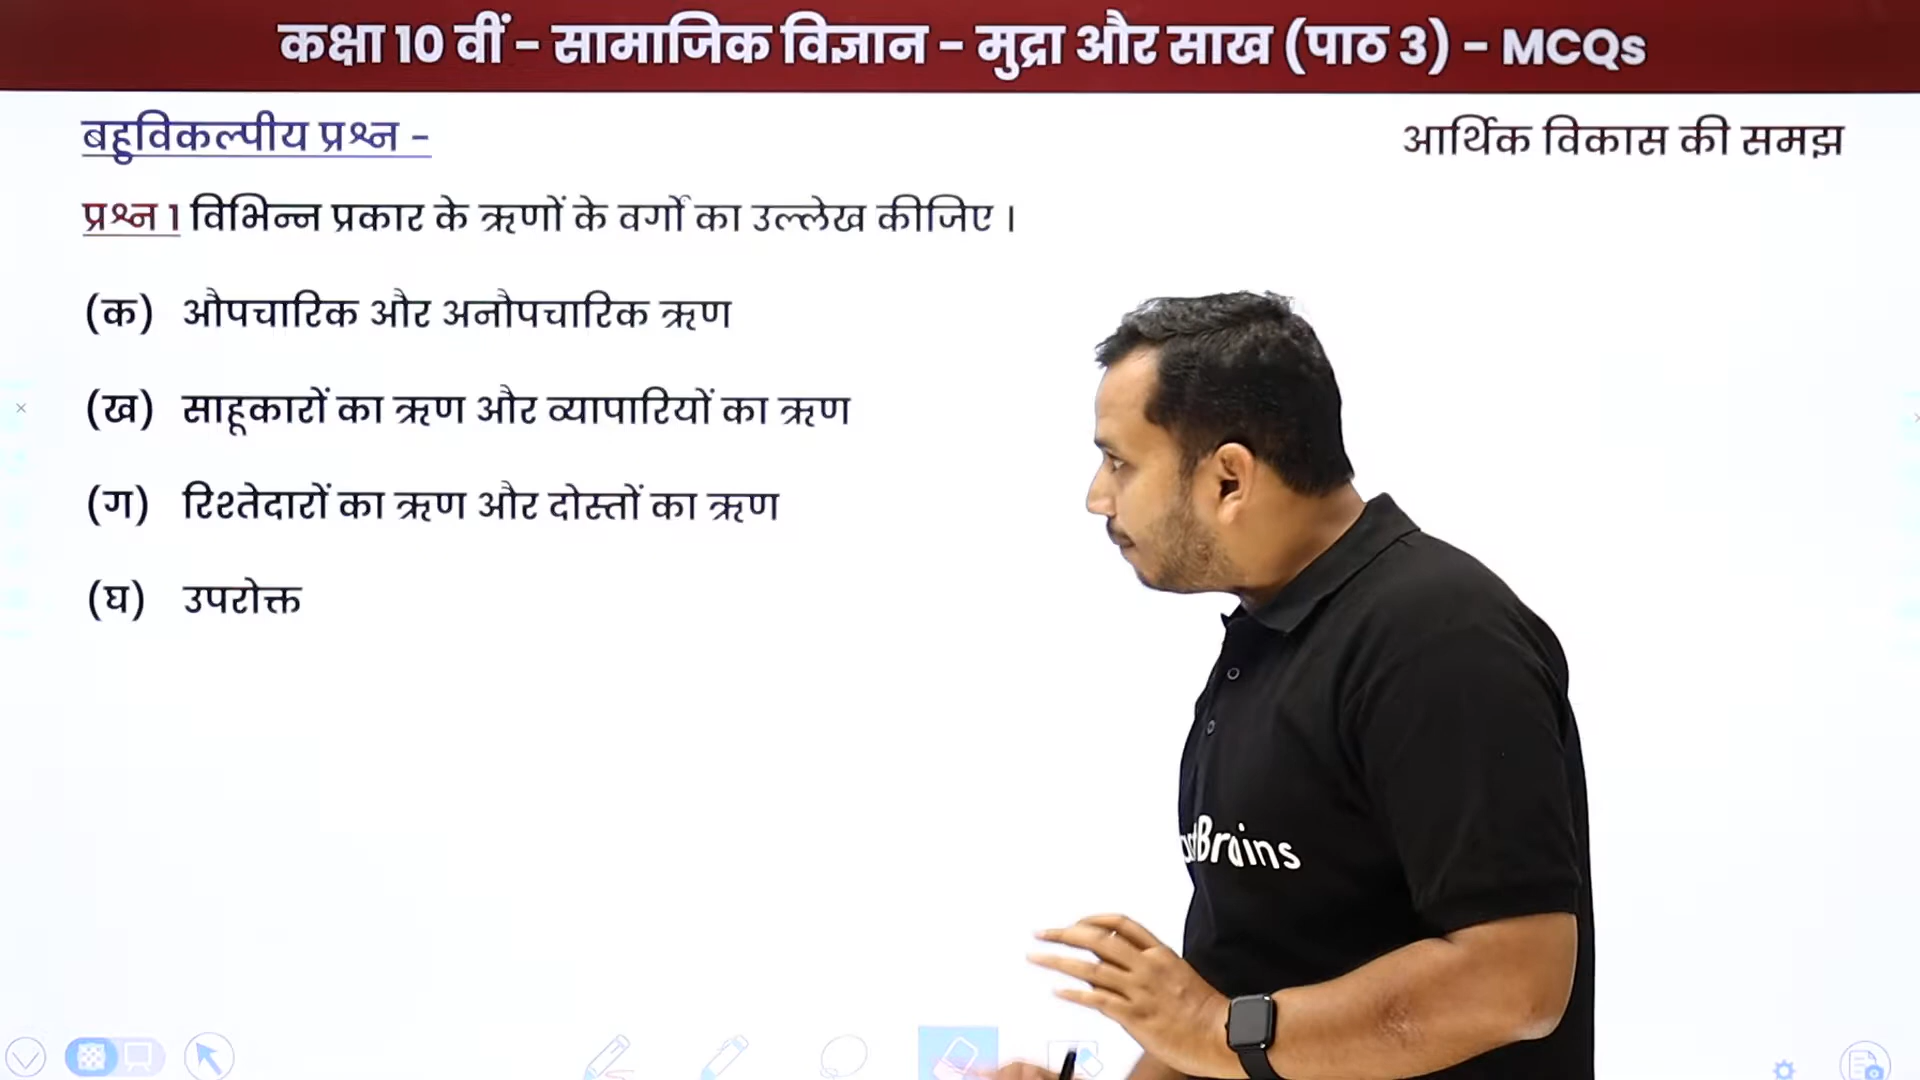 कक्षा 10 वीं - सामाजिक विज्ञान - मुद्रा और साख (पाठ 3) - MCQs
बहुविकल्पीय प्रश्न -
आर्थिक विकास की समझ
प्रश्न 1 विभिन्न प्रकार के ऋणों के वर्गों का उल्लेख कीजिए ।
(क) औपचारिक और अनौपचारिक ऋण
(ख) साहूकारों का ऋण और व्यापारियों का ऋण
(ग) रिश्तेदारों का ऋण और दोस्तों का ऋण
(घ) उपरोक्त
Brains